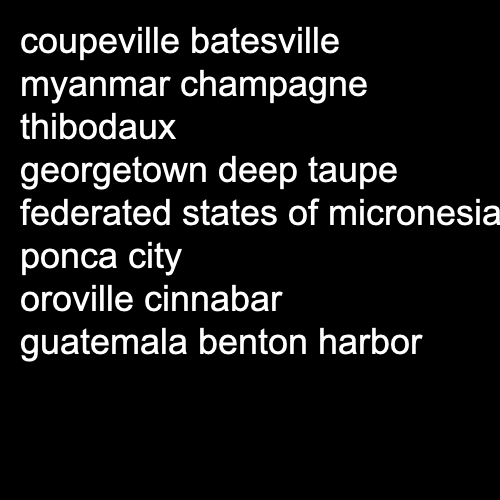 coupeville batesville
myanmar champagne
thibodaux
georgetown deep taupe
federated states of micronesia
ponca city
oroville cinnabar
guatemala benton harbor